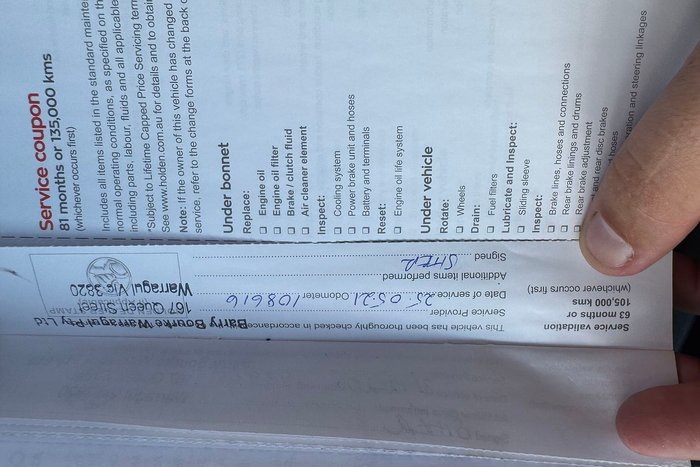 Service coupon
81 months or 135,000 kms
(whichever occurs first)
Includes all items listed in the standard
normal operating conditions, as specified on
including parts, labour, fluids and all applicable
*Subject to Lifetime Capped Price Servicing
See www.holden.com.au for details and to obtain
Note: If the owner of this vehicle has changed
service, refer to the change forms at the back
Under bonnet
Replace:
Engine oil
Engine oil filter
Brake / clutch fluid
Air cleaner element
Inspect:
Cooling system
Power brake unit and hoses
Battery and terminals
Reset:
Engine oil life system
Under vehicle
Rotate:
Wheels
Drain:
Fuel filters
Lubricate and Inspect:
Sliding sleeve
Inspect:
Brake lines, hoses and connections
Rear brake linings and drums
Rear brake adjustment
and rear disc brakes
hoses
and steering linkages
Service validation
63 months or
105,000 kms
(whichever occurs first)
This vehicle has been thoroughly checked in accordance
Service Provider
Date of service 25.05.21 Odometer 108616
Additional items performed
Signed
Barry Bourke Warragul Pty Ltd
167 Queen Street
Warragul Vic 3820
STAMP